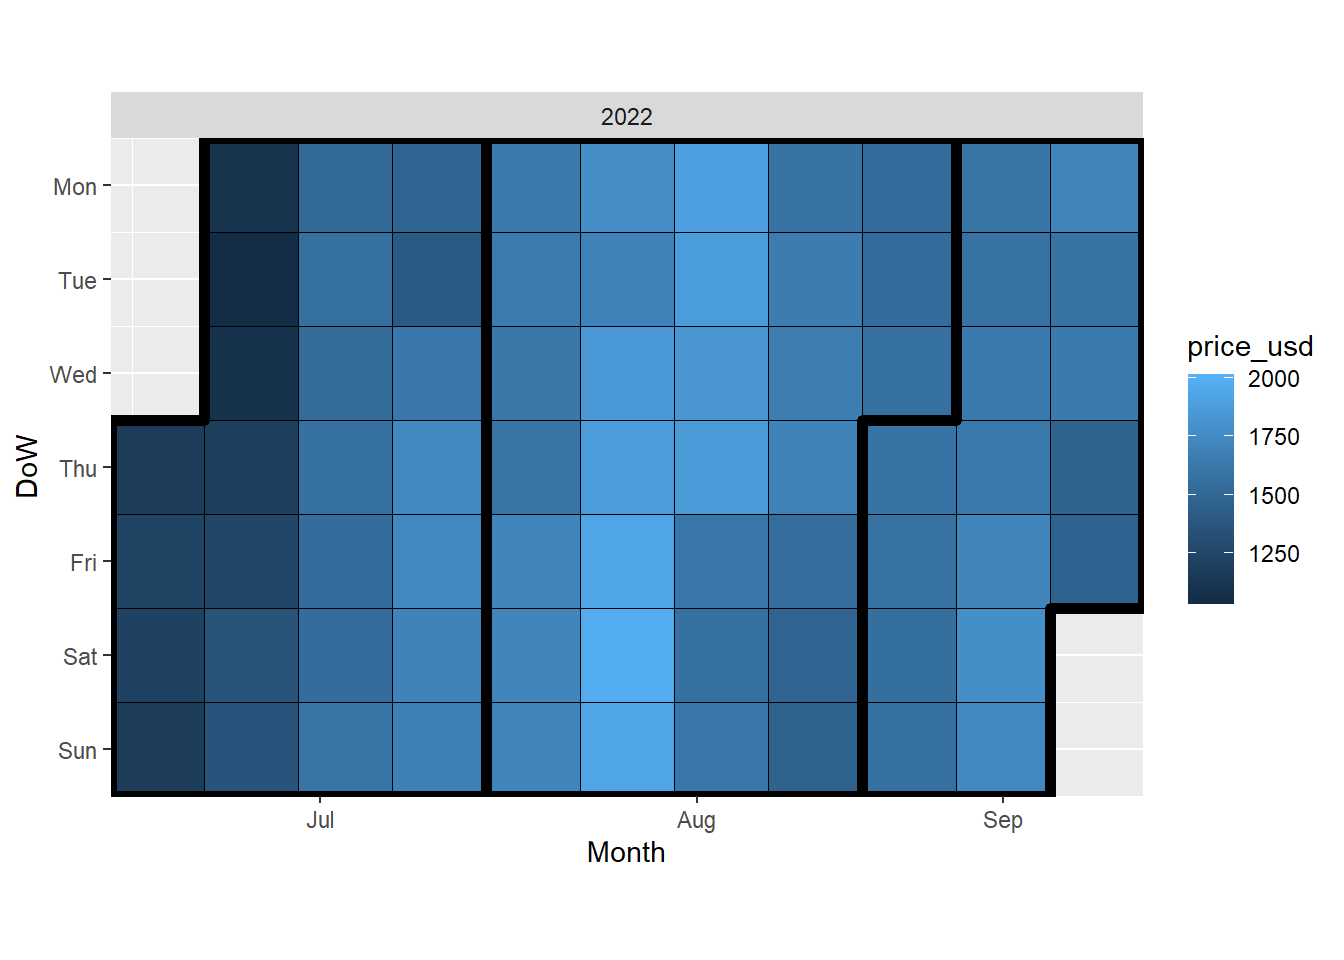 2022
Mon
Tue
Wed
Thu
Fri
Sat
Sun
DoW
Jul Aug Sep
Month
price_usd
2000
1750
1500
1250